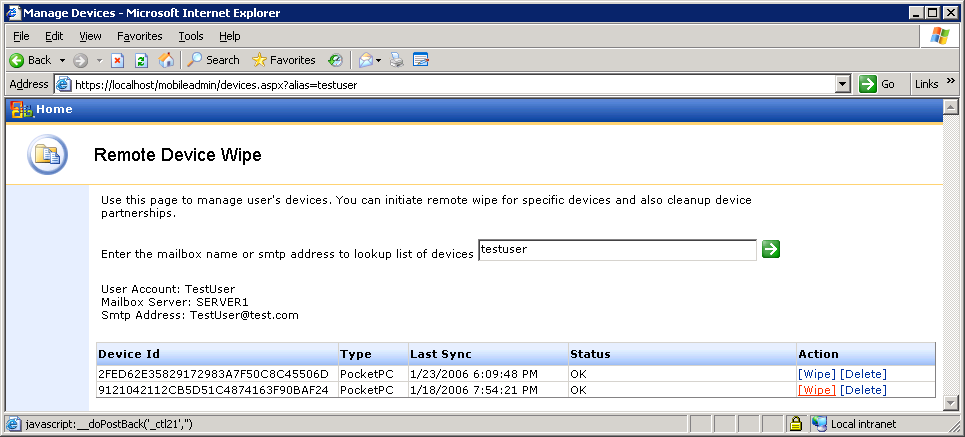 Manage Devices - Microsoft Internet Explorer
File Edit View Favorites Tools Help
Back Search Favorites
Address https://localhost/mobileadmin/devices.aspx?alias=testuser Go Links »
Home
Remote Device Wipe
Use this page to manage user's devices. You can initiate remote wipe for specific devices and also cleanup device
partnerships.
Enter the mailbox name or smtp address to lookup list of devices testuser
User Account: TestUser
Mailbox Server: SERVER1
Smtp Address: TestUser@test.com
Device Id Type Last Sync Status Action
2FED62E35829172983A7F50C8C45506D PocketPC 1/23/2006 6:09:48 PM OK [Wipe] [Delete]
9121042112CB5D51C4874163F90BAF24 PocketPC 1/18/2006 7:54:21 PM OK [Wipe] [Delete]
javascript:__doPostBack('_ctl21','') Local intranet